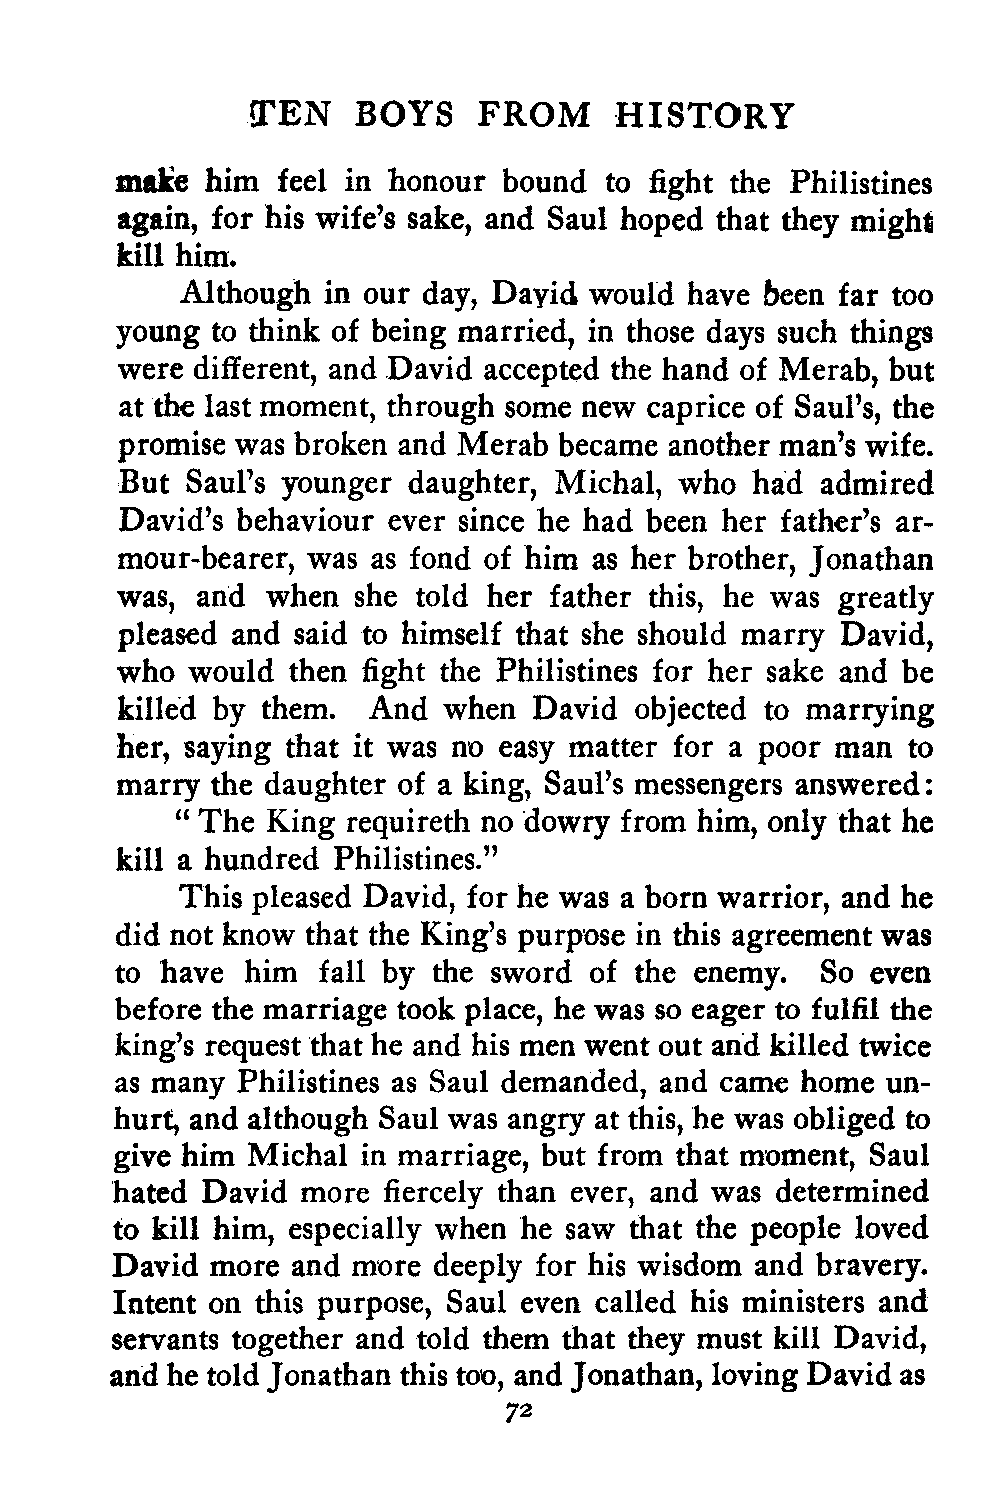 TEN BOYS FROM HISTORY
make him feel in honour bound to fight the Philistines
again, for his wife's sake, and Saul hoped that they might
kill him.
Although in our day, David would have been far too
young to think of being married, in those days such things
were different, and David accepted the hand of Merab, but
at the last moment, through some new caprice of Saul's, the
promise was broken and Merab became another man's wife.
But Saul's younger daughter, Michal, who had admired
David's behaviour ever since he had been her father's ar-
mour-bearer, was as fond of him as her brother, Jonathan
was, and when she told her father this, he was greatly
pleased and said to himself that she should marry David,
who would then fight the Philistines for her sake and be
killed by them. And when David objected to marrying
her, saying that it was no easy matter for a poor man to
marry the daughter of a king, Saul's messengers answered:
"The King requireth no dowry from him, only that he
kill a hundred Philistines."
This pleased David, for he was a born warrior, and he
did not know that the King's purpose in this agreement was
to have him fall by the sword of the enemy. So even
before the marriage took place, he was so eager to fulfil the
king's request that he and his men went out and killed twice
as many Philistines as Saul demanded, and came home un-
hurt, and although Saul was angry at this, he was obliged to
give him Michal in marriage, but from that moment, Saul
hated David more fiercely than ever, and was determined
to kill him, especially when he saw that the people loved
David more and more deeply for his wisdom and bravery.
Intent on this purpose, Saul even called his ministers and
servants together and told them that they must kill David,
and he told Jonathan this too, and Jonathan, loving David as
72